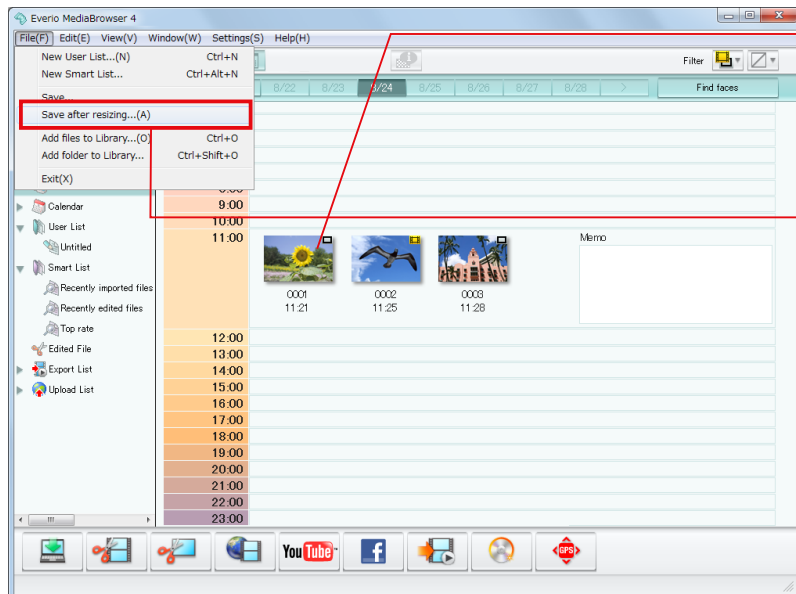 Everio MediaBrowser 4
File(F) Edit(E) View(V) Window(W) Settings(S) Help(H)
New User List...(N) Ctrl+N
New Smart List... Ctrl+Alt+N
Save...
Save after resizing...(A)
Add files to Library...(O) Ctrl+O
Add folder to Library... Ctrl+Shift+O
Exit(X)
Filter
8/22 8/23 8/24 8/25 8/26 8/27 8/28 >
Find faces
Calendar
User List
Untitled
Smart List
Recently imported files
Recently edited files
Top rate
Edited File
Export List
Upload List
9:00
10:00
11:00
0001
11:21
0002
11:25
0003
11:28
Memo
12:00
13:00
14:00
15:00
16:00
17:00
18:00
19:00
20:00
21:00
22:00
23:00
YouTube
f
GPS